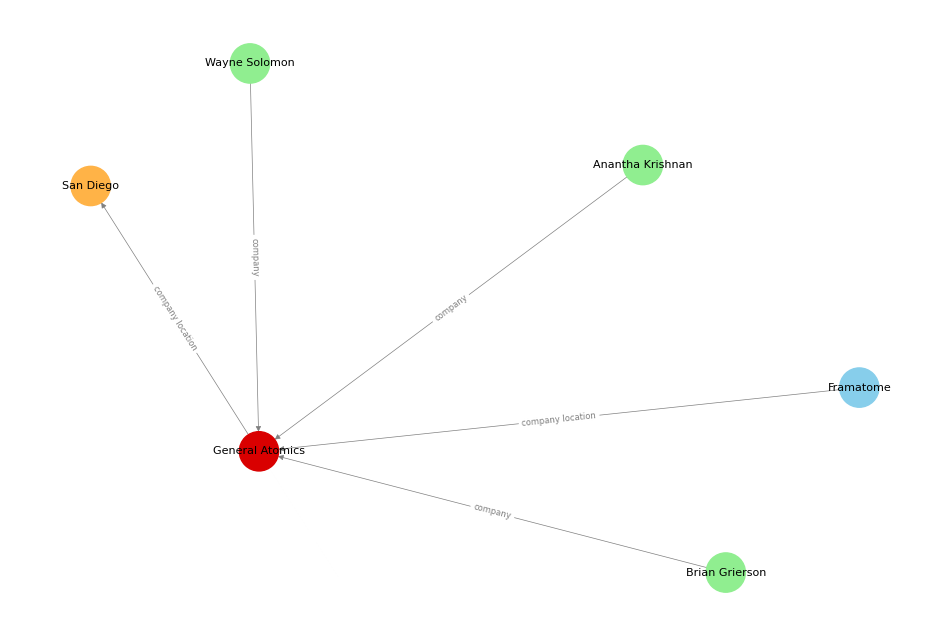 Wayne Solomon
Anantha Krishnan
San Diego
company
company location
company
Framatome
company location
General Atomics
company
Brian Grierson